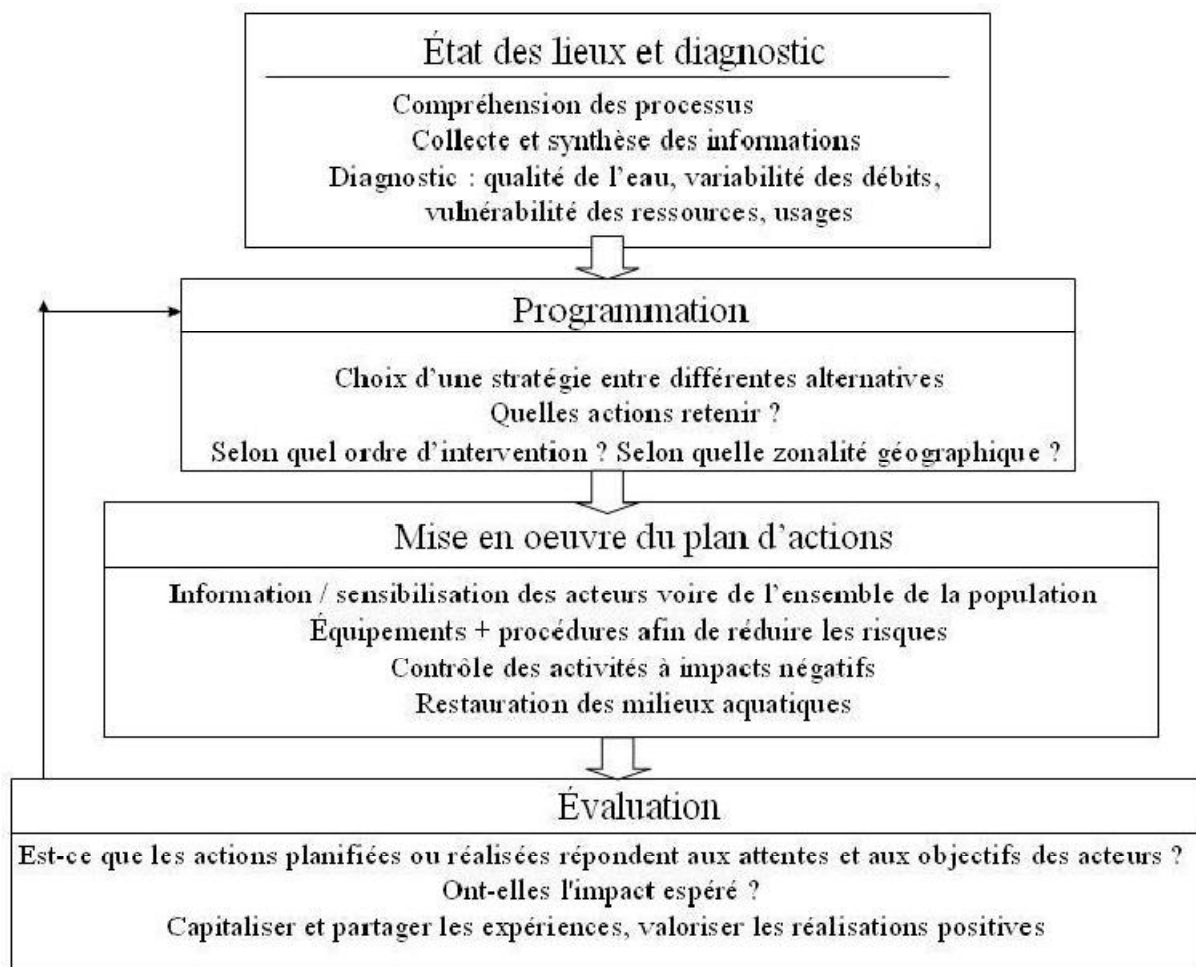 État des lieux et diagnostic
Compréhension des processus
Collecte et synthèse des informations
Diagnostic : qualité de l'eau, variabilité des débits,
vulnérabilité des ressources, usages
Programmation
Choix d'une stratégie entre différentes alternatives
Quelles actions retenir ?
Selon quel ordre d'intervention ? Selon quelle zonalité géographique ?
Mise en oeuvre du plan d'actions
Information / sensibilisation des acteurs voire de l'ensemble de la population
Équipements + procédures afin de réduire les risques
Contrôle des activités à impacts négatifs
Restauration des milieux aquatiques
Évaluation
Est-ce que les actions planifiées ou réalisées répondent aux attentes et aux objectifs des acteurs ?
Ont-elles l'impact espéré ?
Capitaliser et partager les expériences, valoriser les réalisations positives